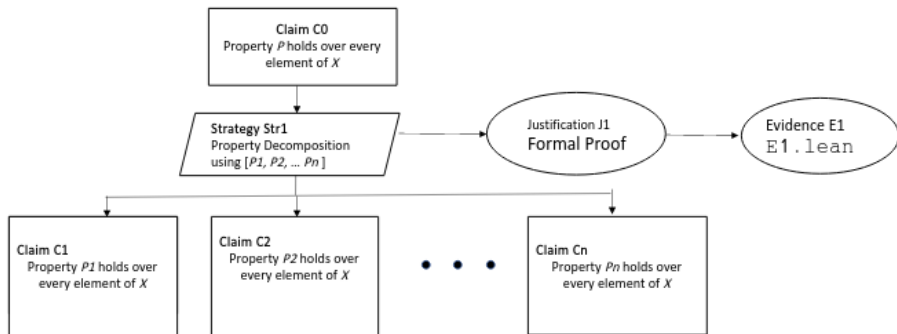 Claim C0
Property P holds over every
element of X
Strategy Str1
Property Decomposition
using [P1, P2, ... Pn ]
Justification J1
Formal Proof
Evidence E1
E1.lean
Claim C1
Property P1 holds over
every element of X
Claim C2
Property P2 holds over
every element of X
Claim Cn
Property Pn holds over
every element of X